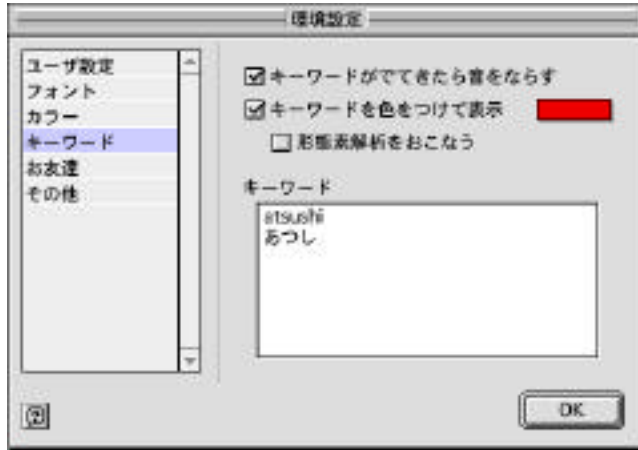 環境設定
ユーザ設定
フォント
カラー
キーワード
お友達
その他
キーワードがでてきたら音をならす
キーワードを色をつけて表示
形態素解析をおこなう
キーワード
atsushi
あつし
OK